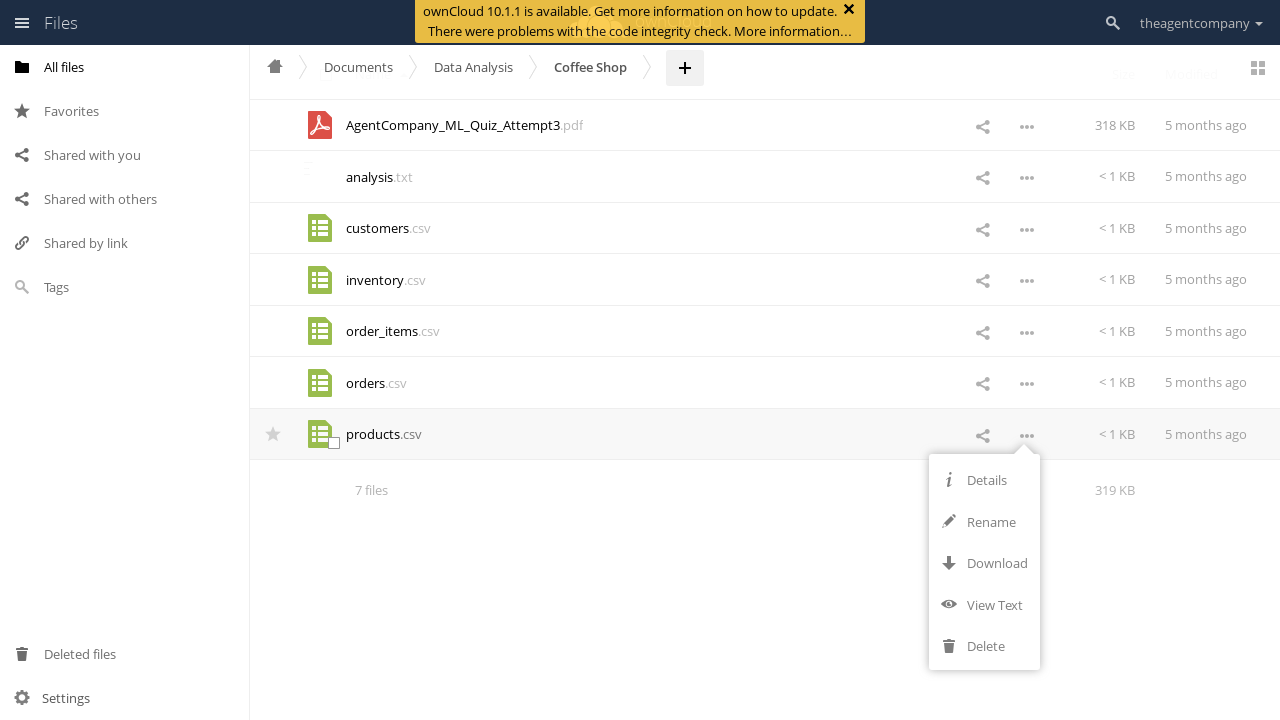 Files
ownCloud 10.1.1 is available. Get more information on how to update.
There were problems with the code integrity check. More information…
theagentcompany
All files
Favorites
Shared with you
Shared with others
Shared by link
Tags
Deleted files
Settings
Documents
Data Analysis
Coffee Shop
Size
Modified
AgentCompany_ML_Quiz_Attempt3.pdf 318 KB 5 months ago
analysis.txt < 1 KB 5 months ago
customers.csv < 1 KB 5 months ago
inventory.csv < 1 KB 5 months ago
order_items.csv < 1 KB 5 months ago
orders.csv < 1 KB 5 months ago
products.csv < 1 KB 5 months ago
7 files 319 KB
Details
Rename
Download
View Text
Delete